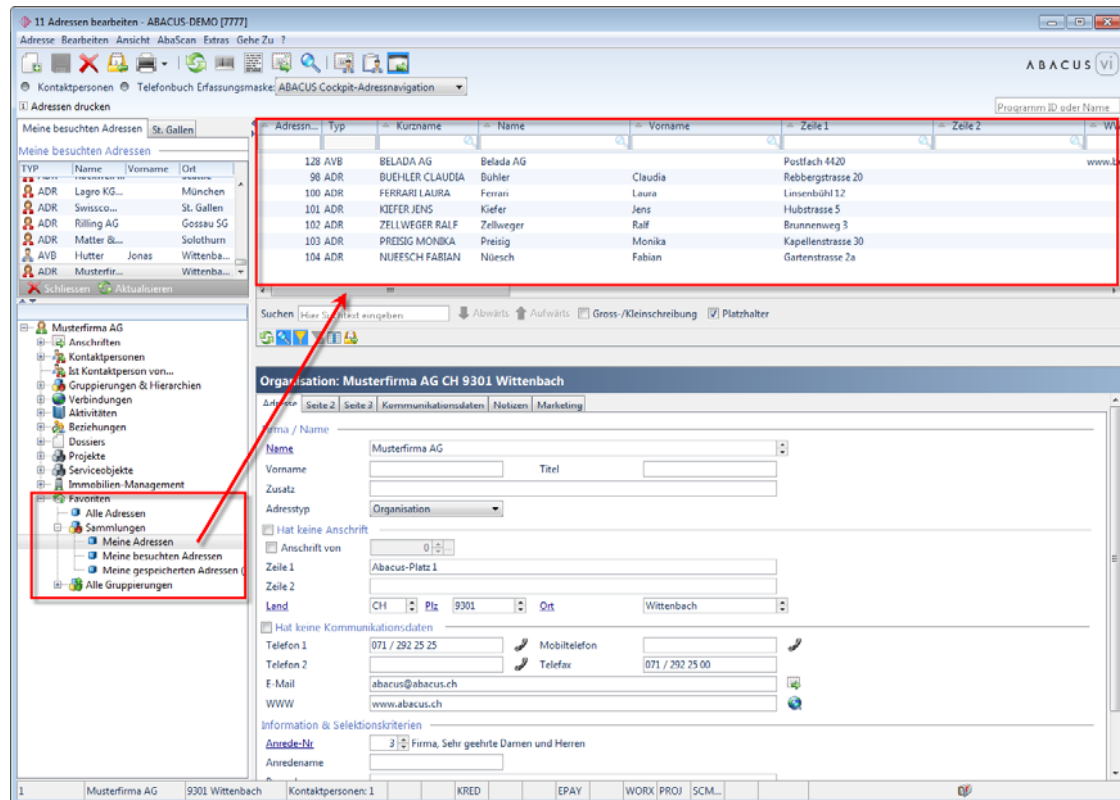 11 Adressen bearbeiten - ABACUS-DEMO [7777]
Adresse Bearbeiten Ansicht AbaScan Extras Gehe Zu ?
ABACUS vi
Kontaktpersonen Telefonbuch Erfassungsmaske: ABACUS Cockpit-Adressnavigation
Adressen drucken
Programm ID oder Name
Meine besuchten Adressen St. Gallen
Meine besuchten Adressen
TYP Name Vorname Ort
ADR Lagro KG... München
ADR Swissco... St. Gallen
ADR Rilling AG Gossau SG
ADR Matter &... Solothurn
AVB Hutter Jonas Wittenba...
ADR Musterfir... Wittenba...
Schliessen Aktualisieren
Adressn... Typ Kurzname Name Vorname Zeile 1 Zeile 2
128 AVB BELADA AG Belada AG Postfach 4420
98 ADR BUEHLER CLAUDIA Bühler Claudia Rebbergstrasse 20
100 ADR FERRARI LAURA Ferrari Laura Linsenbühl 12
101 ADR KIEFER JENS Kiefer Jens Hubstrasse 5
102 ADR ZELLWEGER RALF Zellweger Ralf Brunnenweg 3
103 ADR PREISIG MONIKA Preisig Monika Kapellenstrasse 30
104 ADR NUEESCH FABIAN Nüesch Fabian Gartenstrasse 2a
Suchen Hier Suchtext eingeben Abwärts Aufwärts Gross-/Kleinschreibung Platzhalter
Musterfirma AG
Anschriften
Kontaktpersonen
Ist Kontaktperson von...
Gruppierungen & Hierarchien
Verbindungen
Aktivitäten
Beziehungen
Dossiers
Projekte
Serviceobjekte
Immobilien-Management
Favoriten
Alle Adressen
Sammlungen
Meine Adressen
Meine besuchten Adressen
Meine gespeicherten Adressen (
Alle Gruppierungen
Organisation: Musterfirma AG CH 9301 Wittenbach
Adresse Seite 2 Seite 3 Kommunikationsdaten Notizen Marketing
Firma / Name
Name Musterfirma AG
Vorname Titel
Zusatz
Adresstyp Organisation
Hat keine Anschrift
Anschrift von 0 ...
Zeile 1 Abacus-Platz 1
Zeile 2
Land CH Plz 9301 Ort Wittenbach
Hat keine Kommunikationsdaten
Telefon 1 071 / 292 25 25 Mobiltelefon
Telefon 2 Telefax 071 / 292 25 00
E-Mail abacus@abacus.ch
WWW www.abacus.ch
Information & Selektionskriterien
Anrede-Nr 3 Firma, Sehr geehrte Damen und Herren
Anredename
1 Musterfirma AG 9301 Wittenbach Kontaktpersonen: 1 KRED EPAY WORX PROJ SCM...